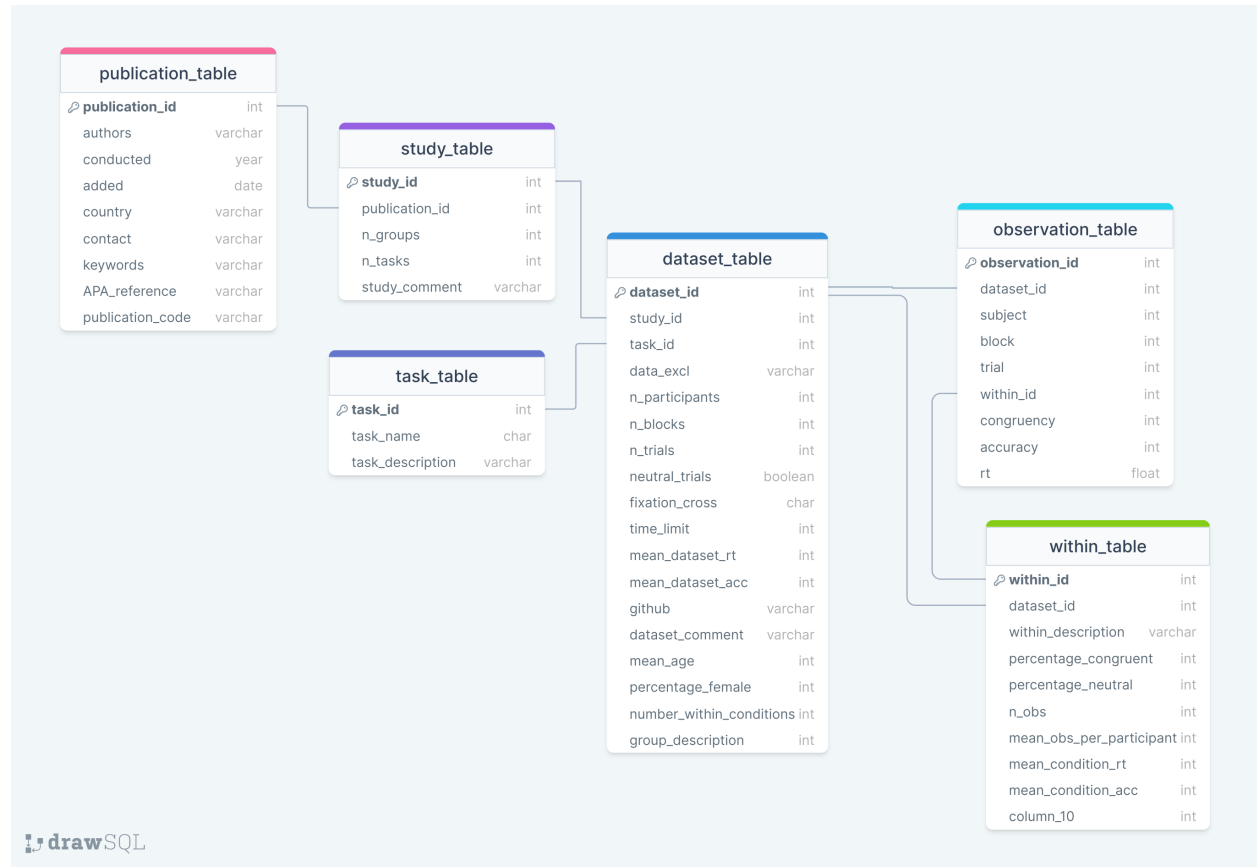 publication_table
publication_id int
authors varchar
conducted year
added date
country varchar
contact varchar
keywords varchar
APA_reference varchar
publication_code varchar
study_table
study_id int
publication_id int
n_groups int
n_tasks int
study_comment varchar
task_table
task_id int
task_name char
task_description varchar
dataset_table
dataset_id int
study_id int
task_id int
data_excl varchar
n_participants int
n_blocks int
n_trials int
neutral_trials boolean
fixation_cross char
time_limit int
mean_dataset_rt int
mean_dataset_acc int
github varchar
dataset_comment varchar
mean_age int
percentage_female int
number_within_conditions int
group_description int
observation_table
observation_id int
dataset_id int
subject int
block int
trial int
within_id int
congruency int
accuracy int
rt float
within_table
within_id int
dataset_id int
within_description varchar
percentage_congruent int
percentage_neutral int
n_obs int
mean_obs_per_participant int
mean_condition_rt int
mean_condition_acc int
column_10 int
drawSQL